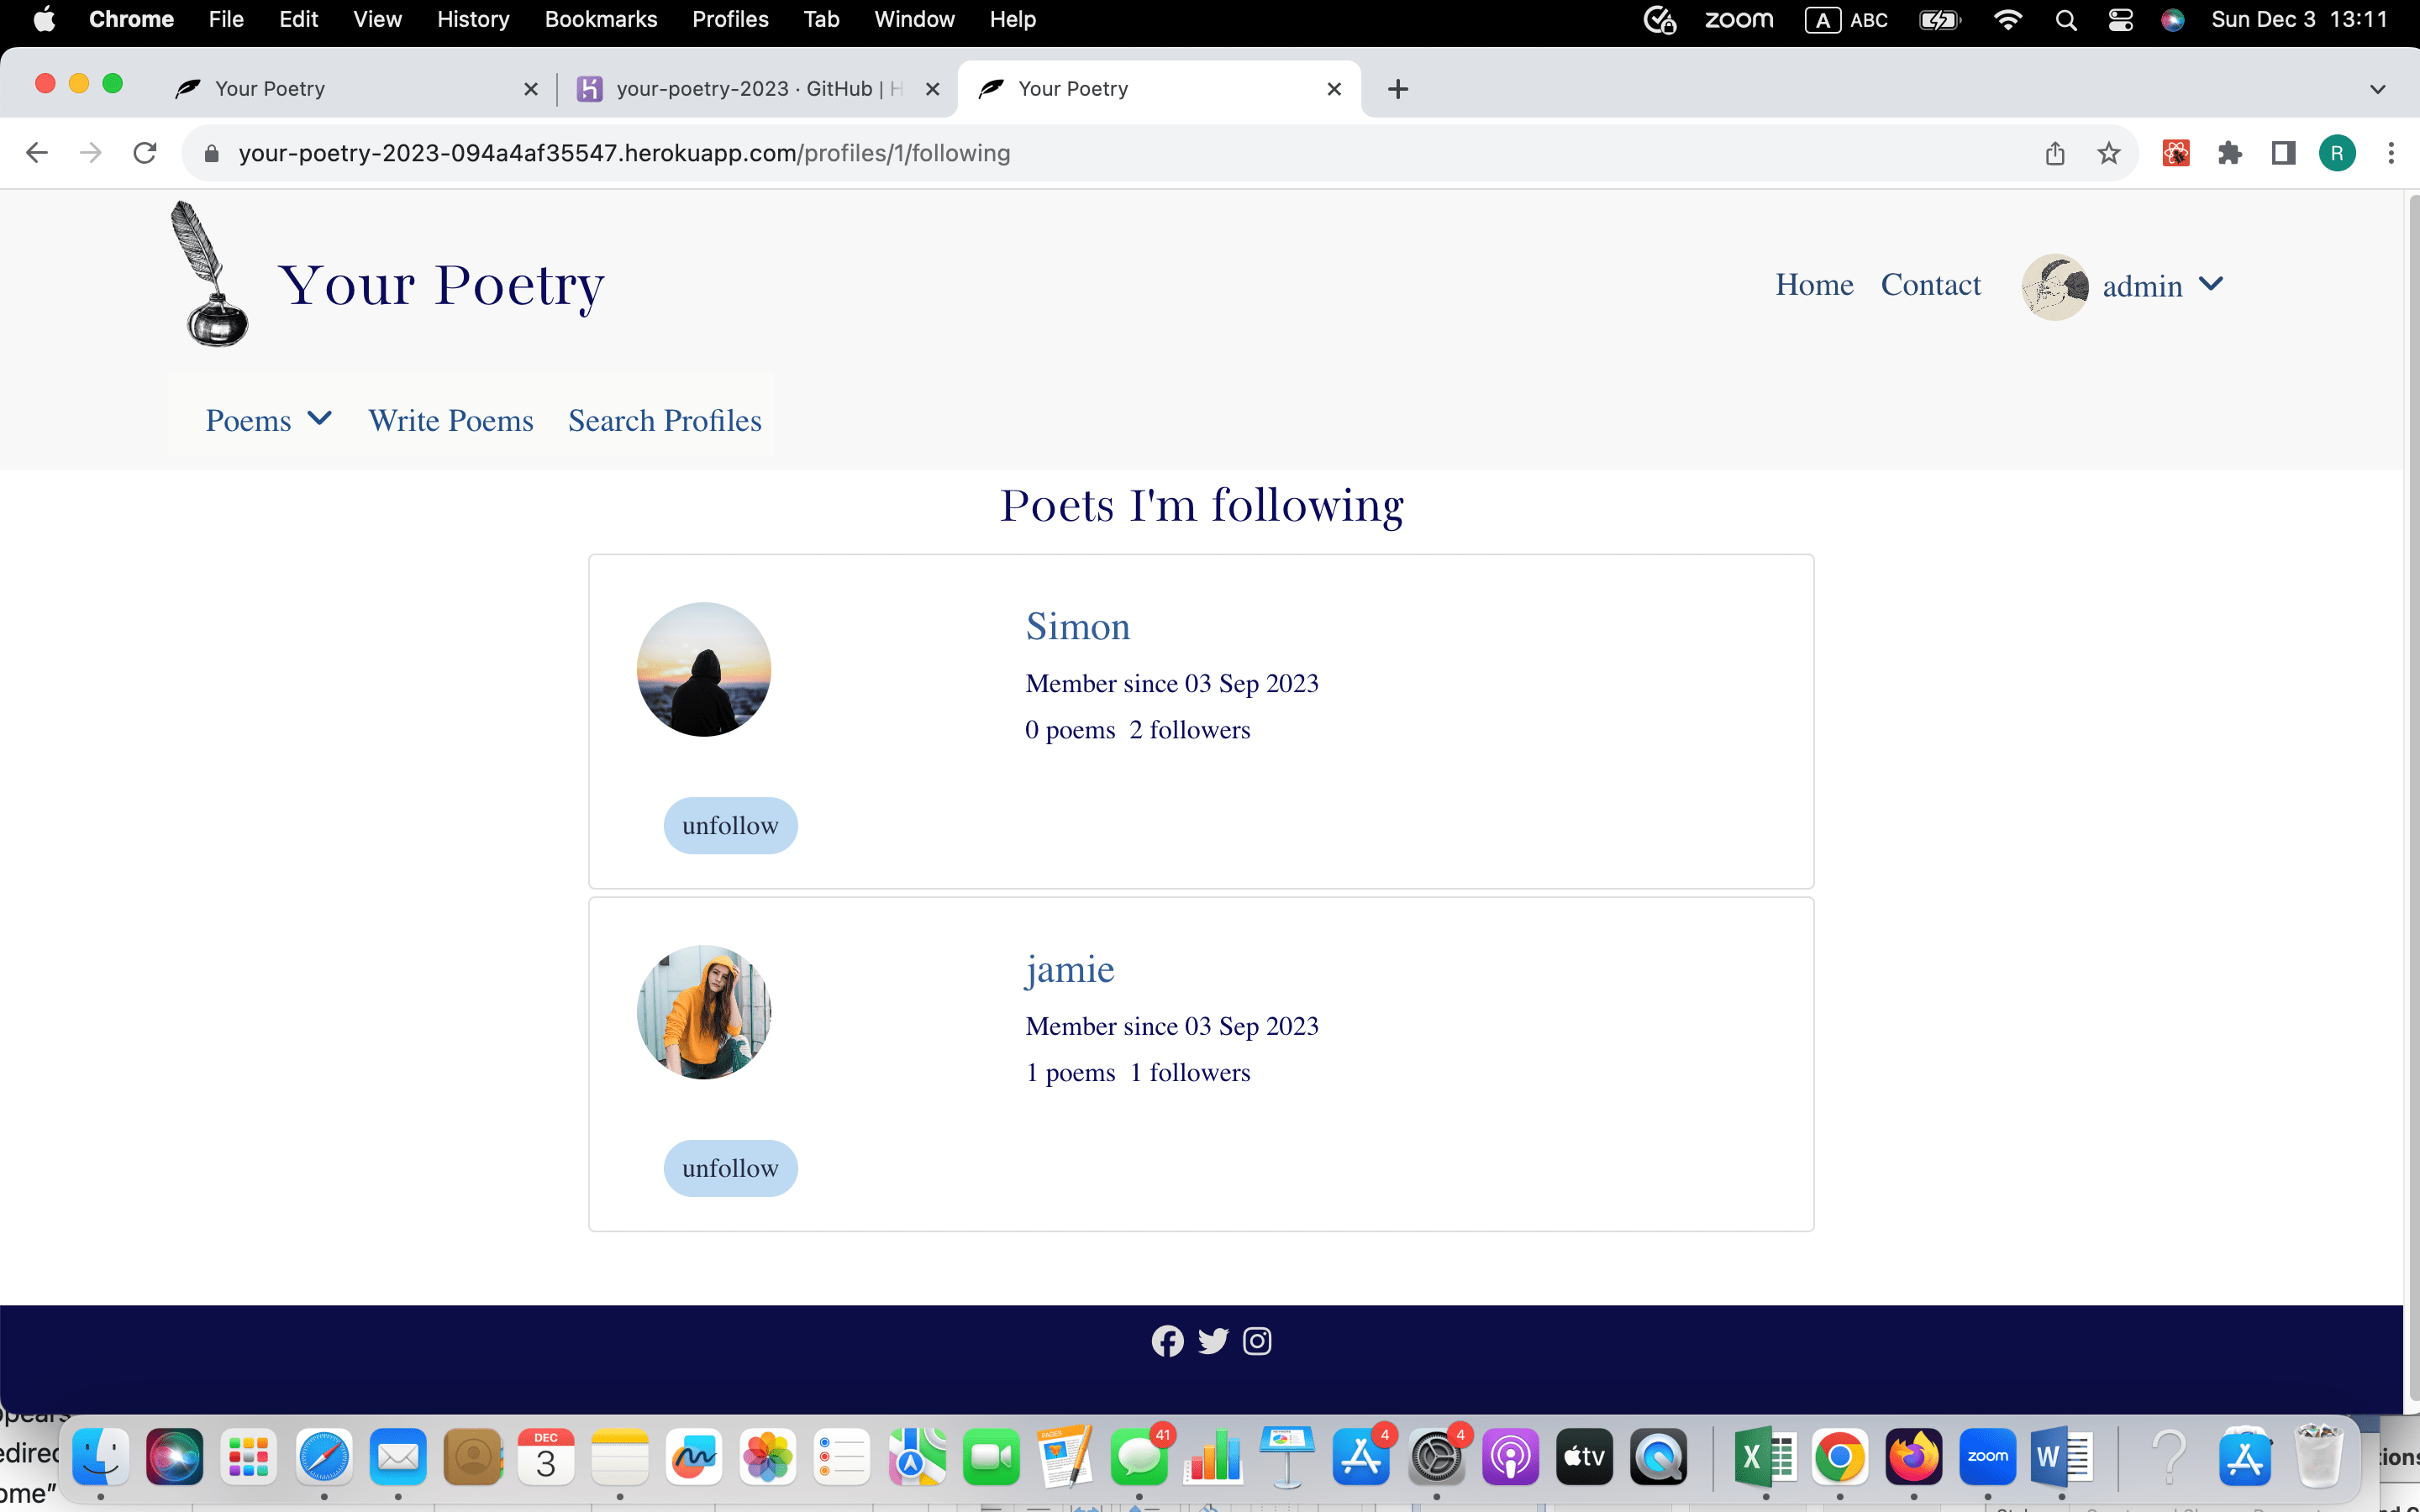 Chrome File Edit View History Bookmarks Profiles Tab Window Help zoom A ABC Sun Dec 3 13:11
Your Poetry your-poetry-2023 · GitHub | H Your Poetry
your-poetry-2023-094a4af35547.herokuapp.com/profiles/1/following R
Your Poetry
Home Contact admin
Poems Write Poems Search Profiles
Poets I'm following
Simon
Member since 03 Sep 2023
0 poems 2 followers
unfollow
jamie
Member since 03 Sep 2023
1 poems 1 followers
unfollow
DEC
3
PAGES
41
4
4
tv
X
zoom
W